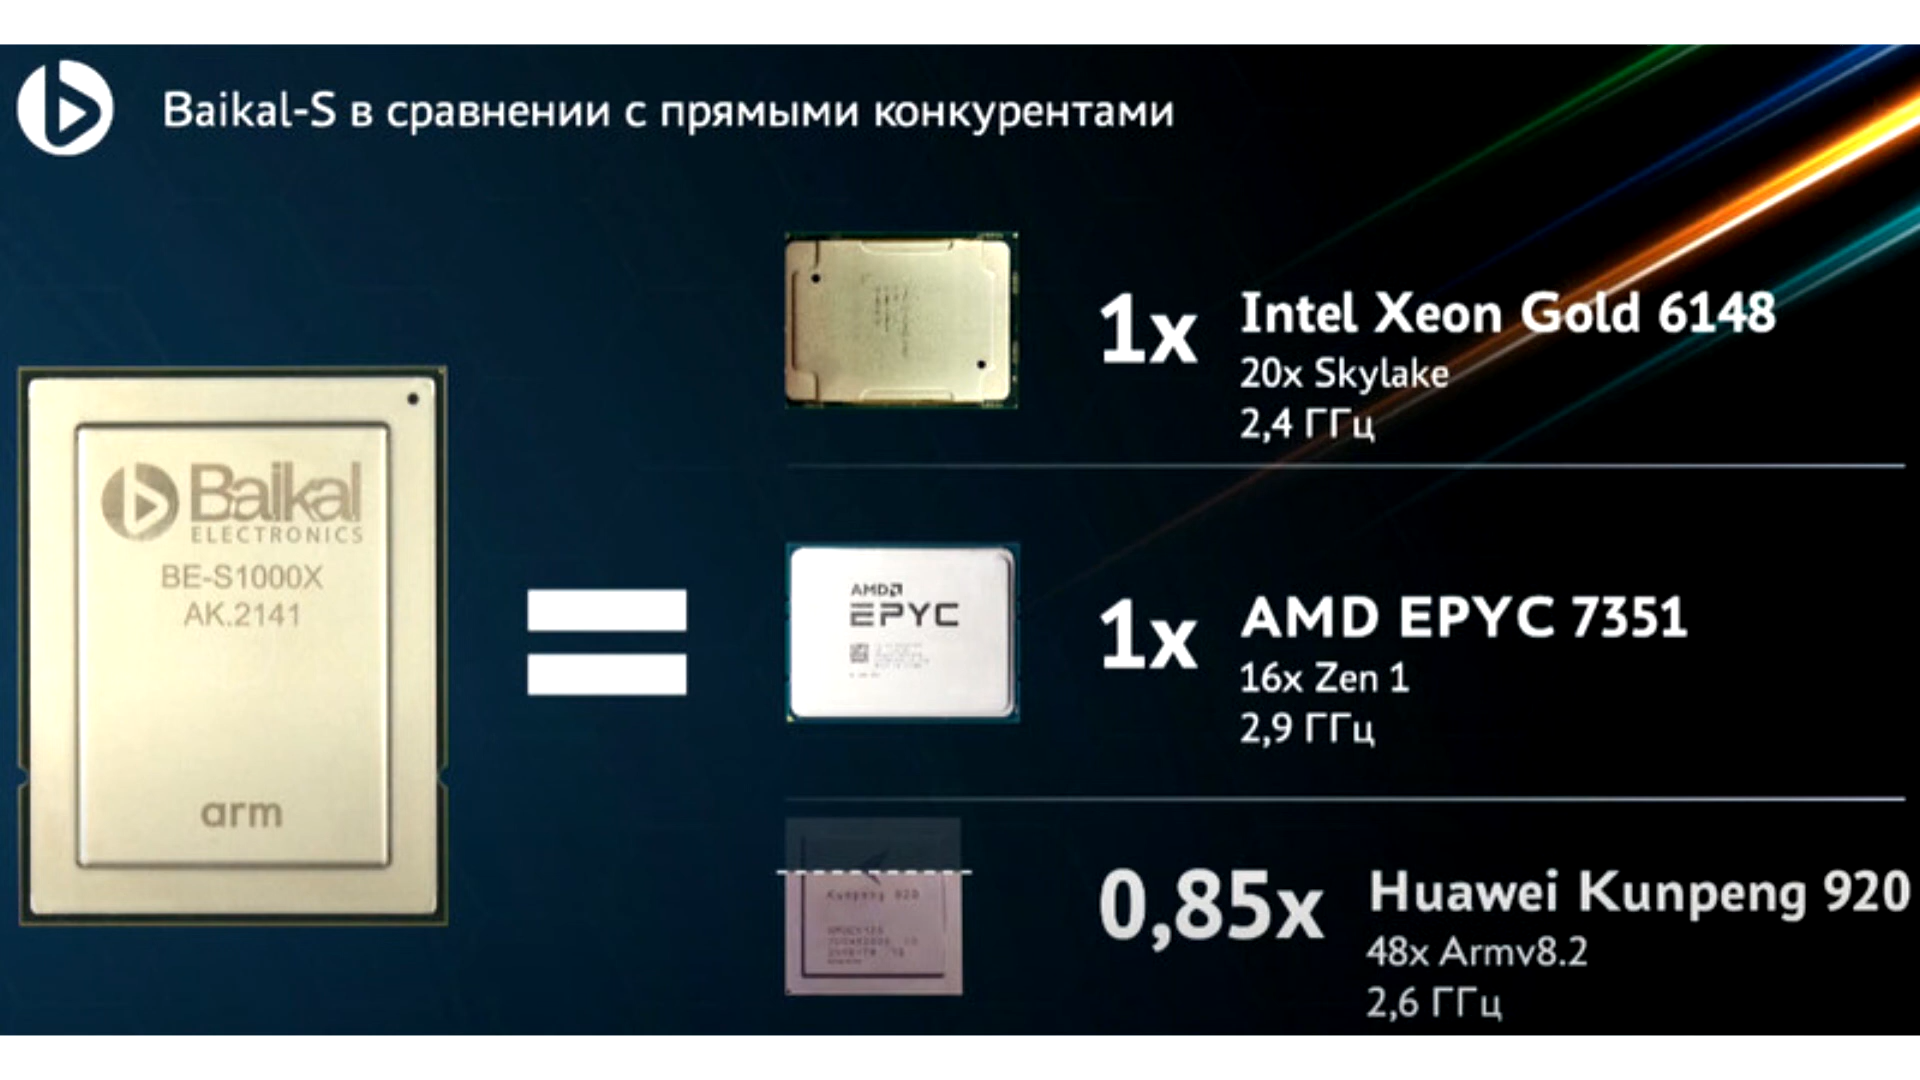 Baikal-S в сравнении с прямыми конкурентами
Baikal
ELECTRONICS
BE-S1000X
AK.2141
arm
1x
Intel Xeon Gold 6148
20x Skylake
2,4 ГГц
AMD
EPYC
1x
AMD EPYC 7351
16x Zen 1
2,9 ГГц
Kunpeng 920
0,85x
Huawei Kunpeng 920
48x Armv8.2
2,6 ГГц